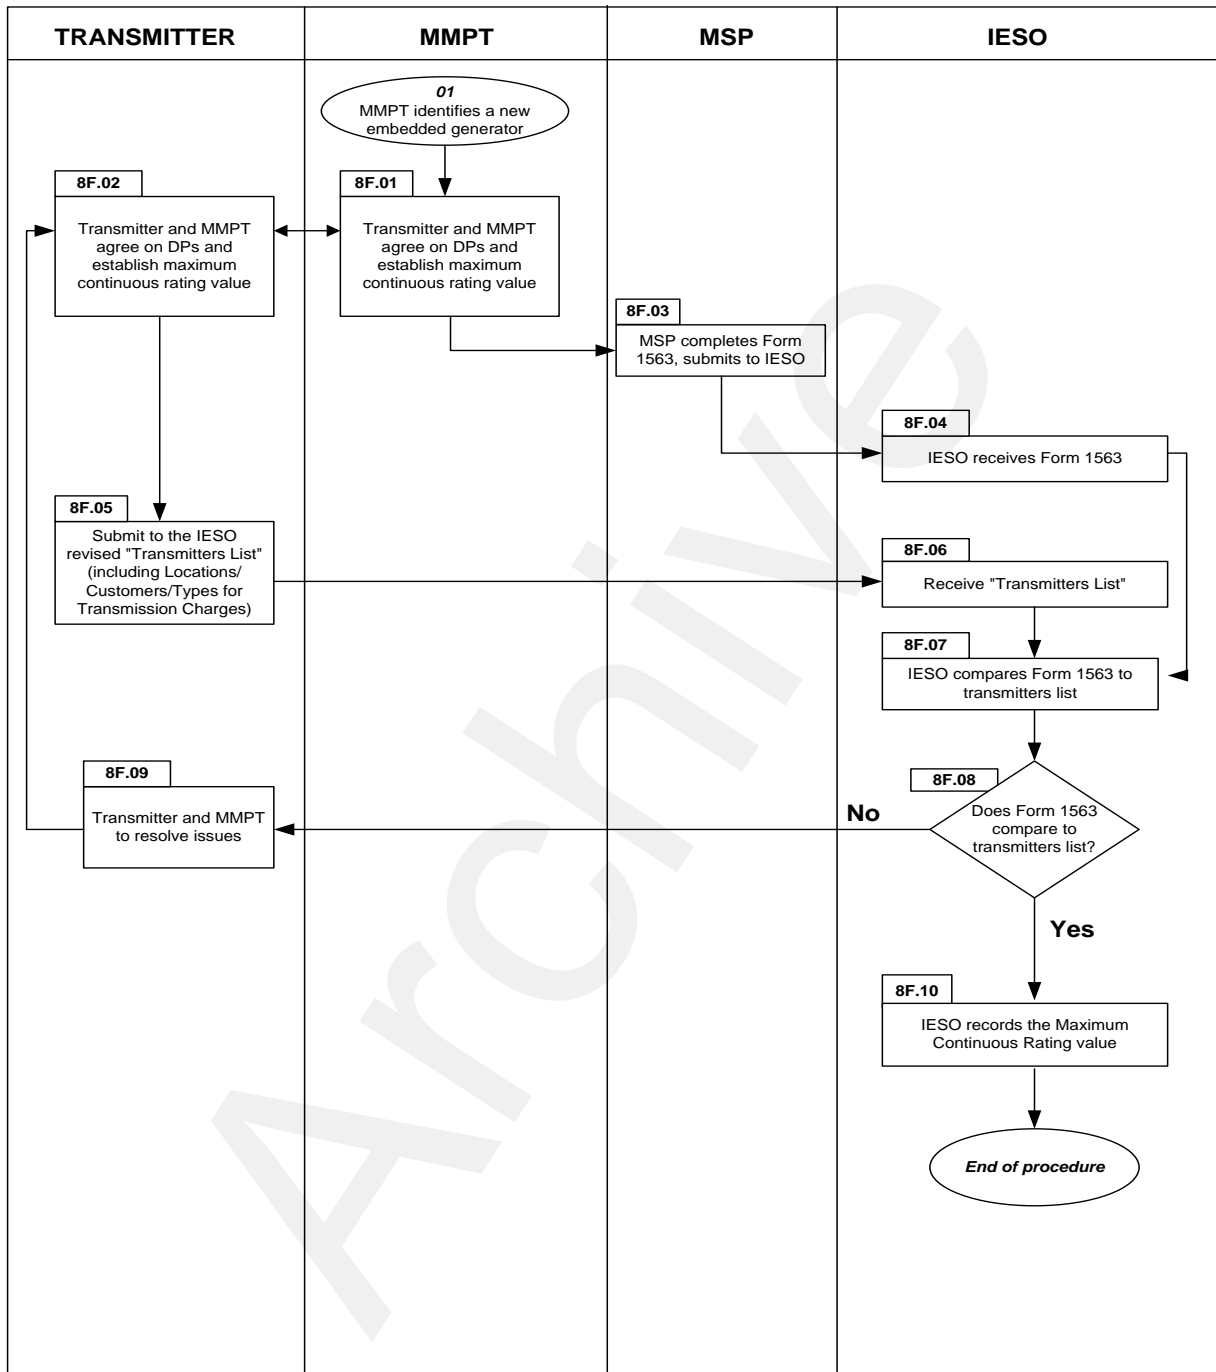 TRANSMITTER
MMPT
MSP
IESO
01
MMPT identifies a new
embedded generator
8F.02
Transmitter and MMPT
agree on DPs and
establish maximum
continuous rating value
8F.01
Transmitter and MMPT
agree on DPs and
establish maximum
continuous rating value
8F.03
MSP completes Form
1563, submits to IESO
8F.04
IESO receives Form 1563
8F.05
Submit to the IESO
revised "Transmitters List"
(including Locations/
Customers/Types for
Transmission Charges)
8F.06
Receive "Transmitters List"
8F.07
IESO compares Form 1563 to
transmitters list
8F.08
Does Form 1563
compare to
transmitters list?
No
8F.09
Transmitter and MMPT
to resolve issues
Yes
8F.10
IESO records the Maximum
Continuous Rating value
End of procedure
Archive